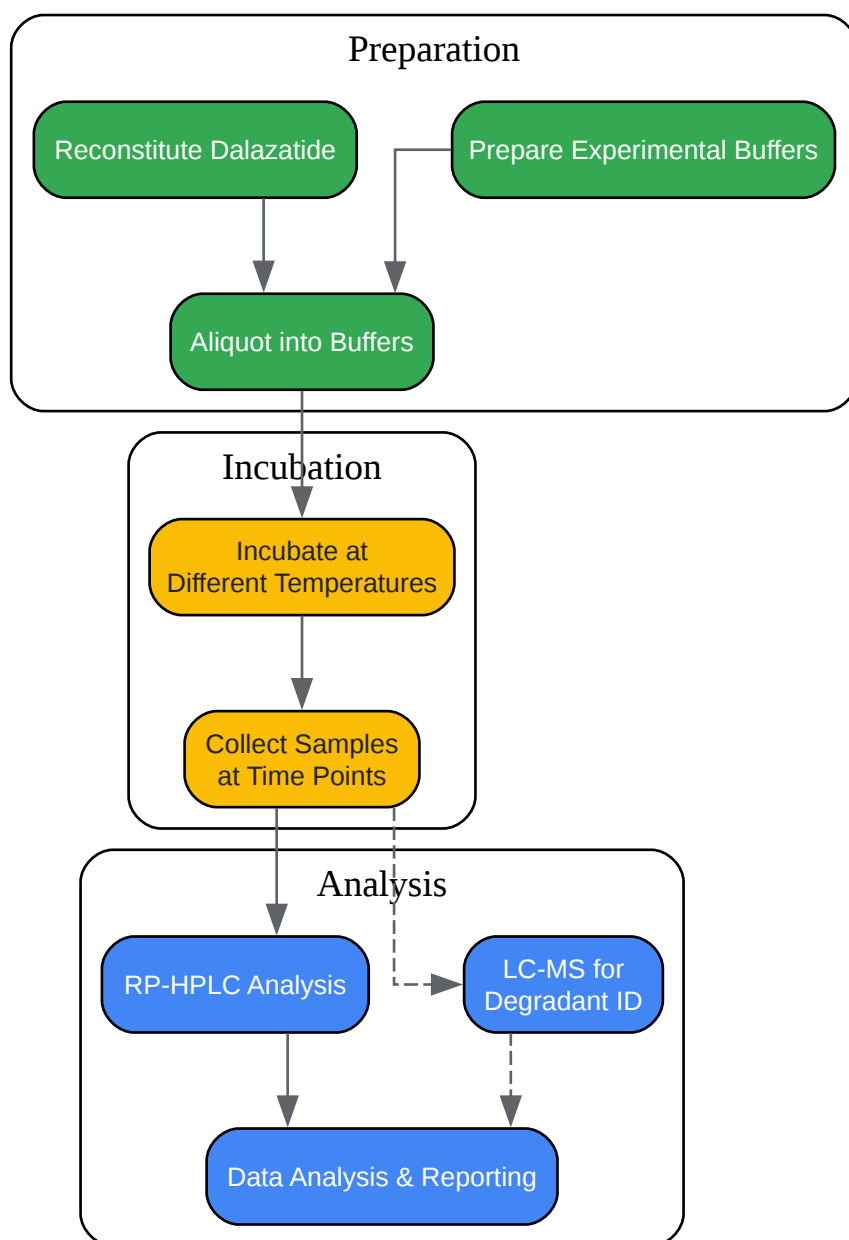 Preparation
Reconstitute Dalazatide
Prepare Experimental Buffers
Aliquot into Buffers
Incubation
Incubate at
Different Temperatures
Collect Samples
at Time Points
Analysis
RP-HPLC Analysis
LC-MS for
Degradant ID
Data Analysis & Reporting